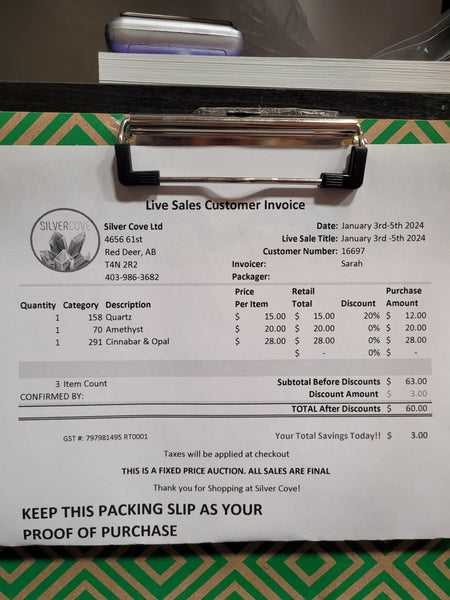 Live Sales Customer Invoice
SILVERCOVE
Silver Cove Ltd
4656 61st
Red Deer, AB
T4N 2R2
403-986-3682
Date: January 3rd-5th 2024
Live Sale Title: January 3rd -5th 2024
Customer Number: 16697
Invoicer: Sarah
Packager:
Quantity Category Description Price Per Item Retail Total Discount Purchase Amount
1 158 Quartz $ 15.00 $ 15.00 20% $ 12.00
1 70 Amethyst $ 20.00 $ 20.00 0% $ 20.00
1 291 Cinnabar & Opal $ 28.00 $ 28.00 0% $ 28.00
$ - 0% $ -
3 Item Count Subtotal Before Discounts $ 63.00
CONFIRMED BY: Discount Amount $ 3.00
TOTAL After Discounts $ 60.00
GST #: 797981495 RT0001 Your Total Savings Today!! $ 3.00
Taxes will be applied at checkout
THIS IS A FIXED PRICE AUCTION. ALL SALES ARE FINAL
Thank you for Shopping at Silver Cove!
KEEP THIS PACKING SLIP AS YOUR
PROOF OF PURCHASE